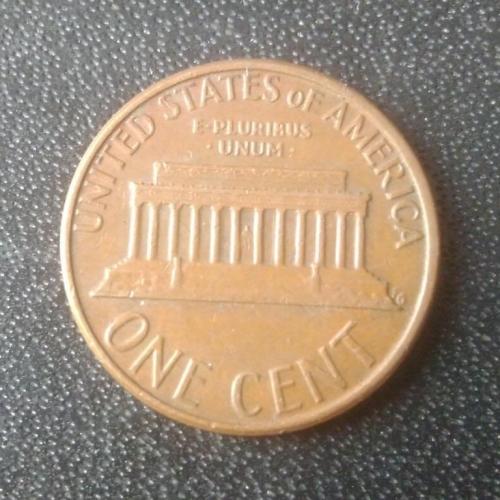 UNITED STATES OF AMERICA
E·PLURIBUS
·UNUM·
ONE CENT